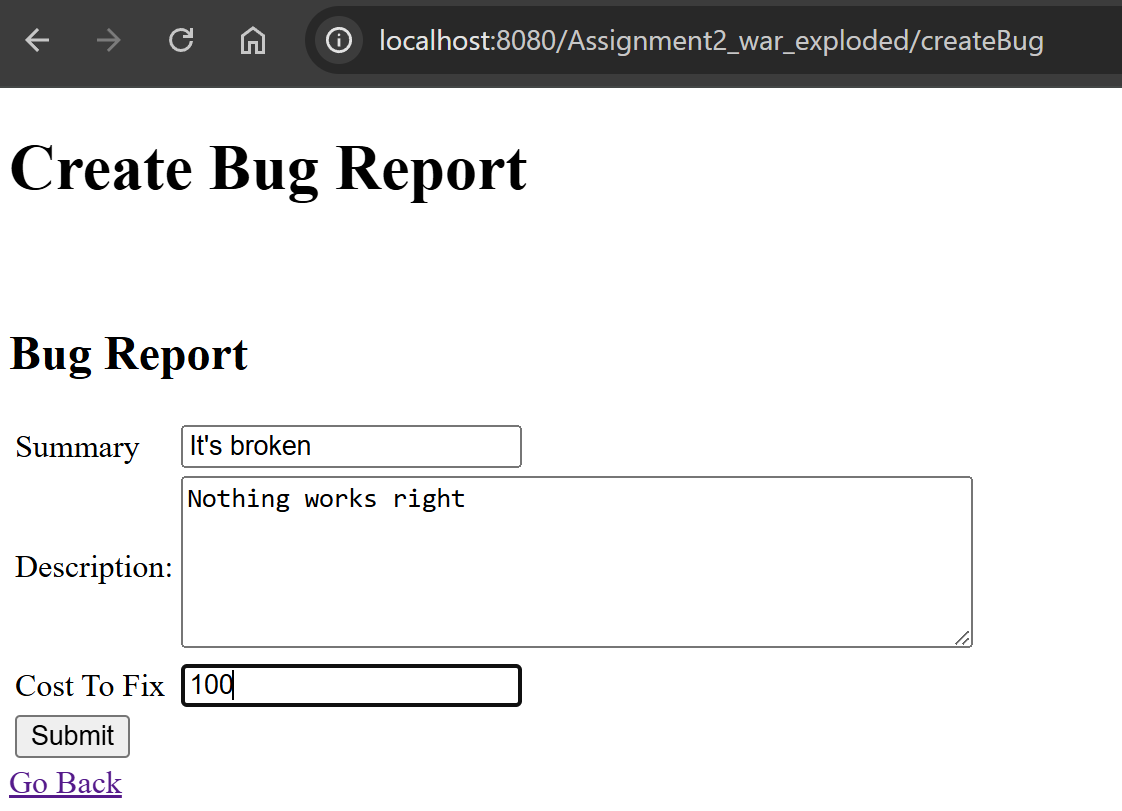 localhost:8080/Assignment2_war_exploded/createBug
Create Bug Report
Bug Report
Summary It's broken
Description: Nothing works right
Cost To Fix 100
Submit
Go Back